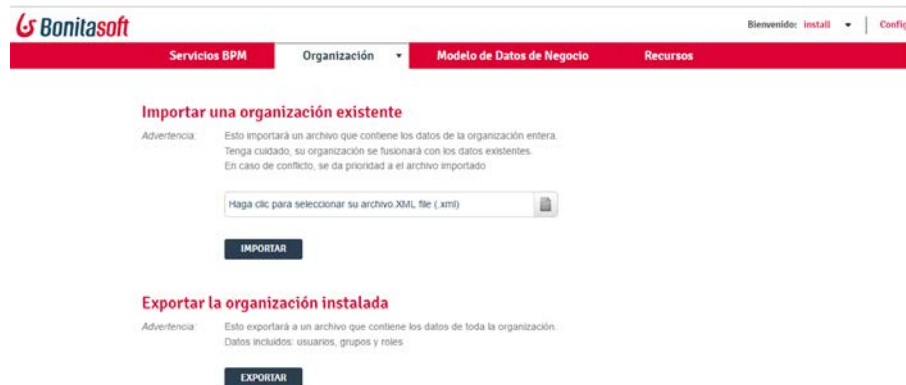 Bonitasoft
Bienvenido: install
Servicios BPM Organización Modelo de Datos de Negocio Recursos
Importar una organización existente
Advertencia: Esto importará un archivo que contiene los datos de la organización entera.
Tenga cuidado, su organización se fusionará con los datos existentes.
En caso de conflicto, se da prioridad a el archivo importado
Haga clic para seleccionar su archivo.XML file (.xml)
IMPORTAR
Exportar la organización instalada
Advertencia: Esto exportará a un archivo que contiene los datos de toda la organización.
Datos incluidos: usuarios, grupos y roles
EXPORTAR